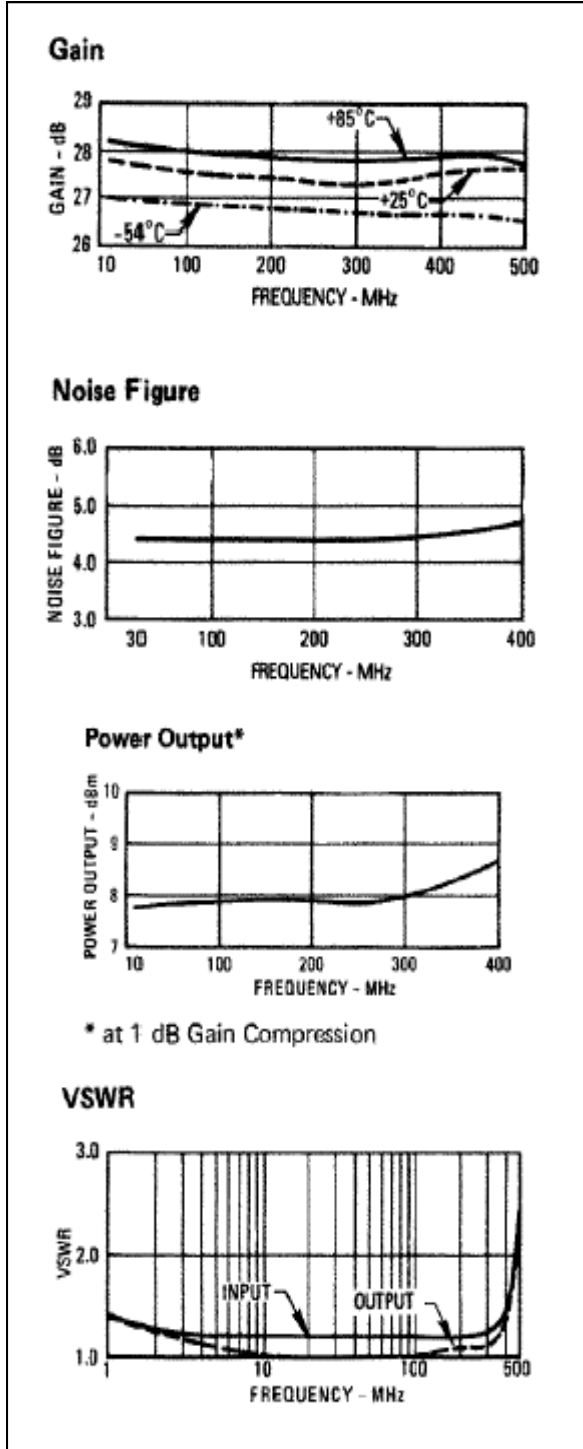 Gain
29
28
27
26
GAIN - dB
+85°C
+25°C
-54°C
10 100 200 300 400 500
FREQUENCY - MHz
Noise Figure
6.0
5.0
4.0
3.0
NOISE FIGURE - dB
30 100 200 300 400
FREQUENCY - MHz
Power Output*
10
9
8
7
POWER OUTPUT - dBm
10 100 200 300 400
FREQUENCY - MHz
* at 1 dB Gain Compression
VSWR
3.0
2.0
1.0
VSWR
INPUT
OUTPUT
1 10 100 500
FREQUENCY - MHz